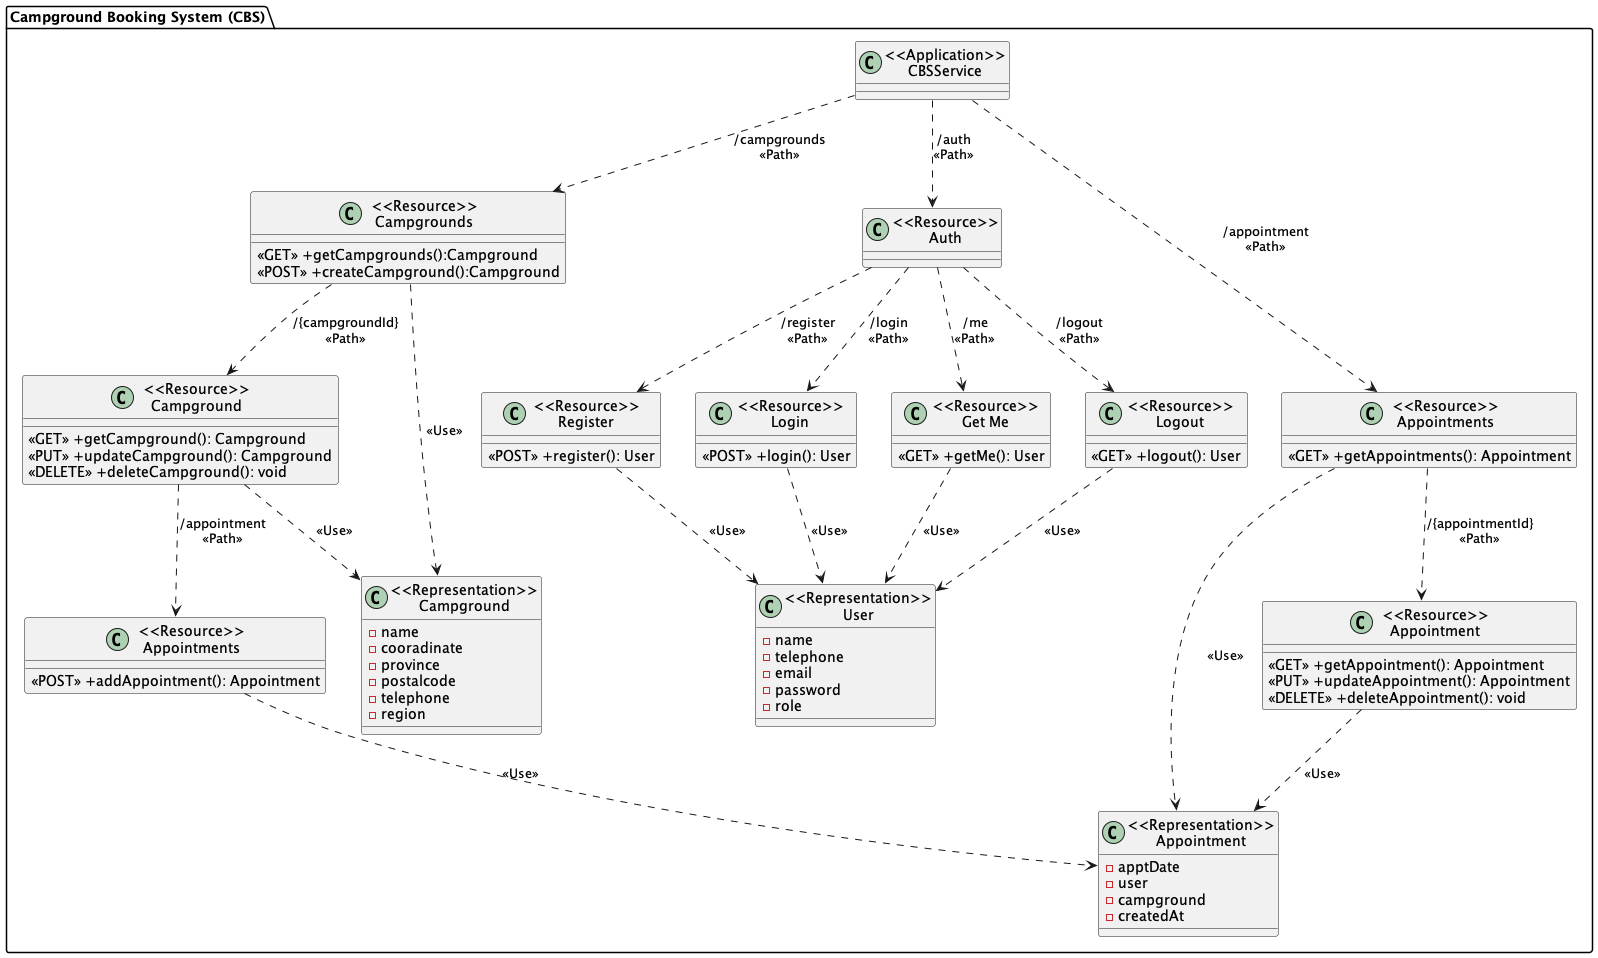 Campground Booking System (CBS)
<<Application>>
CBSService
/campgrounds
«Path»
/auth
«Path»
/appointment
«Path»
<<Resource>>
Campgrounds
«GET» +getCampgrounds():Campground
«POST» +createCampground():Campground
<<Resource>>
Auth
/{campgroundId}
«Path»
/register
«Path»
/login
«Path»
/me
«Path»
/logout
«Path»
<<Resource>>
Campground
«GET» +getCampground(): Campground
«PUT» +updateCampground(): Campground
«DELETE» +deleteCampground(): void
«Use»
<<Resource>>
Register
«POST» +register(): User
<<Resource>>
Login
«POST» +login(): User
<<Resource>>
Get Me
«GET» +getMe(): User
<<Resource>>
Logout
«GET» +logout(): User
<<Resource>>
Appointments
«GET» +getAppointments(): Appointment
/appointment
«Path»
«Use»
«Use»
«Use»
«Use»
«Use»
/{appointmentId}
«Path»
<<Resource>>
Appointments
«POST» +addAppointment(): Appointment
<<Representation>>
Campground
name
cooradinate
province
postalcode
telephone
region
<<Representation>>
User
name
telephone
email
password
role
«Use»
<<Resource>>
Appointment
«GET» +getAppointment(): Appointment
«PUT» +updateAppointment(): Appointment
«DELETE» +deleteAppointment(): void
«Use»
«Use»
<<Representation>>
Appointment
apptDate
user
campground
createdAt